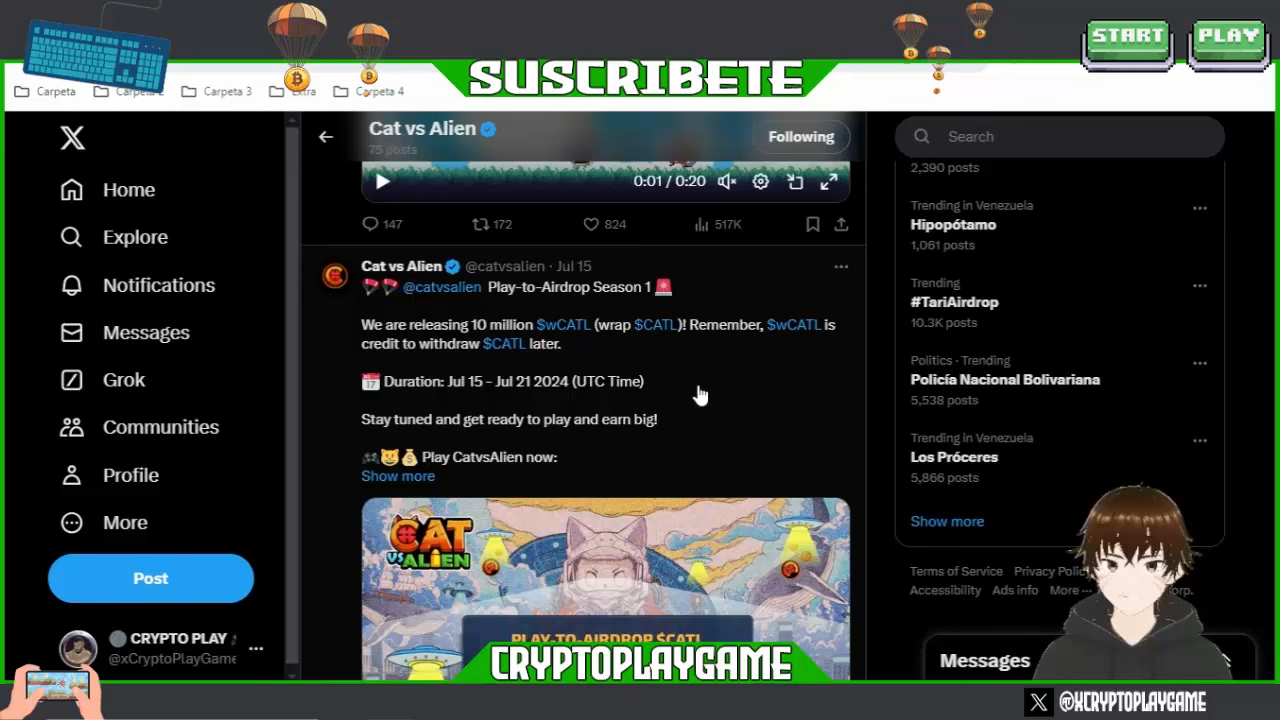 START
PLAY
SUSCRIBETE
Carpeta
Carpeta 3
Extra
Carpeta 4
Cat vs Alien
75 posts
Following
Search
2,390 posts
0:01 / 0:20
147
172
824
517K
Home
Explore
Notifications
Messages
Grok
Communities
Profile
More
Post
CRYPTO PLAY
@xCryptoPlayGame
Cat vs Alien @catvsalien · Jul 15
@catvsalien Play-to-Airdrop Season 1
We are releasing 10 million $wCATL (wrap $CATL)! Remember, $wCATL is
credit to withdraw $CATL later.
JUL 17 Duration: Jul 15 - Jul 21 2024 (UTC Time)
Stay tuned and get ready to play and earn big!
Play CatvsAlien now:
Show more
CAT
VS ALIEN
PLAY-TO-AIRDROP $CATL
Trending in Venezuela
Hipopótamo
1,061 posts
Trending
#TariAirdrop
10.3K posts
Politics · Trending
Policía Nacional Bolivariana
5,538 posts
Trending in Venezuela
Los Próceres
5,866 posts
Show more
Terms of Service Privacy
Accessibility Ads info More ··· Corp.
Messages
CRYPTOPLAYGAME
X @XCRYPTOPLAYGAME